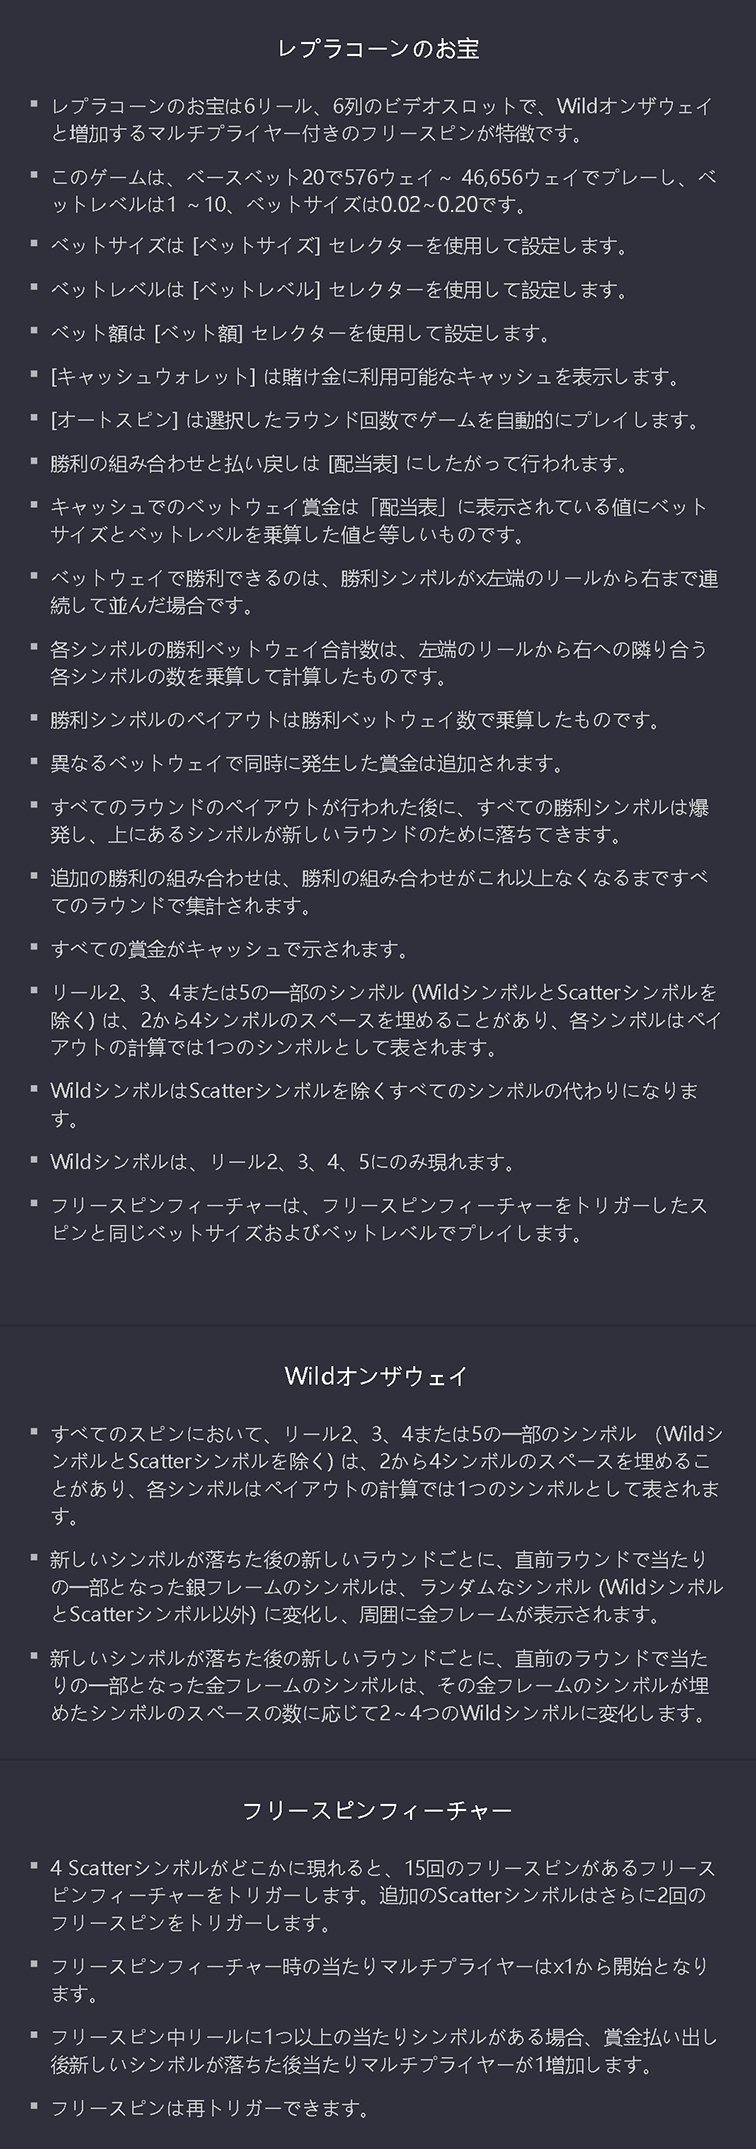 レプラコーンのお宝
▪ レプラコーンのお宝は6リール、6列のビデオスロットで、Wildオンザウェイ
と増加するマルチプライヤー付きのフリースピンが特徴です。
▪ このゲームは、ベースベット20で576ウェイ~ 46,656ウェイでプレーし、ベ
ットレベルは1 ~10、ベットサイズは0.02~0.20です。
▪ ベットサイズは [ベットサイズ] セレクターを使用して設定します。
▪ ベットレベルは [ベットレベル] セレクターを使用して設定します。
▪ ベット額は [ベット額] セレクターを使用して設定します。
▪ [キャッシュウォレット] は賭け金に利用可能なキャッシュを表示します。
▪ [オートスピン] は選択したラウンド回数でゲームを自動的にプレイします。
▪ 勝利の組み合わせと払い戻しは [配当表] にしたがって行われます。
▪ キャッシュでのベットウェイ賞金は「配当表」に表示されている値にベット
サイズとベットレベルを乗算した値と等しいものです。
▪ ベットウェイで勝利できるのは、勝利シンボルがx左端のリールから右まで連
続して並んだ場合です。
▪ 各シンボルの勝利ベットウェイ合計数は、左端のリールから右への隣り合う
各シンボルの数を乗算して計算したものです。
▪ 勝利シンボルのペイアウトは勝利ベットウェイ数で乗算したものです。
▪ 異なるベットウェイで同時に発生した賞金は追加されます。
▪ すべてのラウンドのペイアウトが行われた後に、すべての勝利シンボルは爆
発し、上にあるシンボルが新しいラウンドのために落ちてきます。
▪ 追加の勝利の組み合わせは、勝利の組み合わせがこれ以上なくなるまですべ
てのラウンドで集計されます。
▪ すべての賞金がキャッシュで示されます。
▪ リール2、3、4または5の一部のシンボル (WildシンボルとScatterシンボルを
除く) は、2から4シンボルのスペースを埋めることがあり、各シンボルはペイ
アウトの計算では1つのシンボルとして表されます。
▪ WildシンボルはScatterシンボルを除くすべてのシンボルの代わりになりま
す。
▪ Wildシンボルは、リール2、3、4、5にのみ現れます。
▪ フリースピンフィーチャーは、フリースピンフィーチャーをトリガーしたス
ピンと同じベットサイズおよびベットレベルでプレイします。
Wildオンザウェイ
▪ すべてのスピンにおいて、リール2、3、4または5の一部のシンボル （Wildシ
ンボルとScatterシンボルを除く) は、2から4シンボルのスペースを埋めるこ
とがあり、各シンボルはペイアウトの計算では1つのシンボルとして表されま
す。
▪ 新しいシンボルが落ちた後の新しいラウンドごとに、直前ラウンドで当たり
の一部となった銀フレームのシンボルは、ランダムなシンボル (Wildシンボル
とScatterシンボル以外) に変化し、周囲に金フレームが表示されます。
▪ 新しいシンボルが落ちた後の新しいラウンドごとに、直前のラウンドで当た
りの一部となった金フレームのシンボルは、その金フレームのシンボルが埋
めたシンボルのスペースの数に応じて2~4つのWildシンボルに変化します。
フリースピンフィーチャー
▪ 4 Scatterシンボルがどこかに現れると、15回のフリースピンがあるフリース
ピンフィーチャーをトリガーします。追加のScatterシンボルはさらに2回の
フリースピンをトリガーします。
▪ フリースピンフィーチャー時の当たりマルチプライヤーはx1から開始となり
ます。
▪ フリースピン中リールに1つ以上の当たりシンボルがある場合、賞金払い出し
後新しいシンボルが落ちた後当たりマルチプライヤーが1増加します。
▪ フリースピンは再トリガーできます。